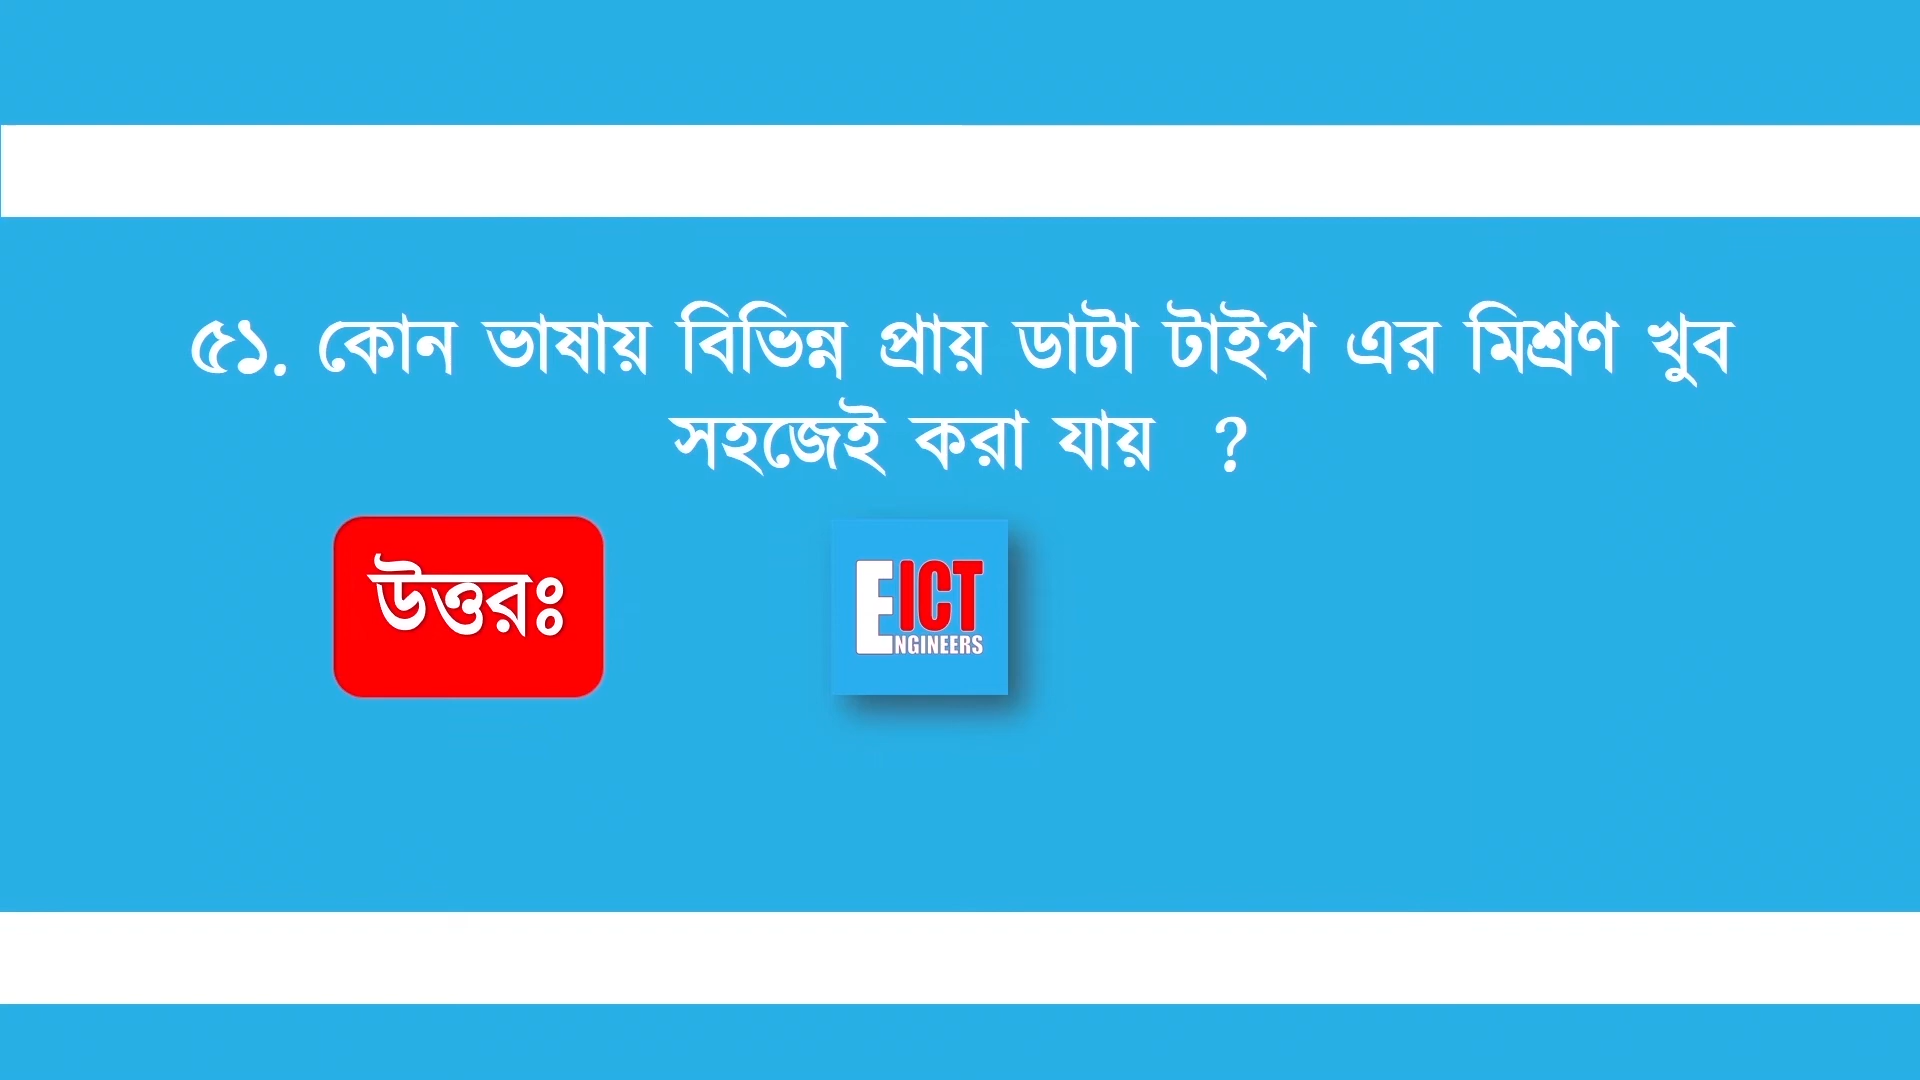 ৫১. কোন ভাষায় বিভিন্ন প্রায় ডাটা টাইপ এর মিশ্রণ খুব
সহজেই করা যায় ?
উত্তরঃ
EICT
NGINEERS